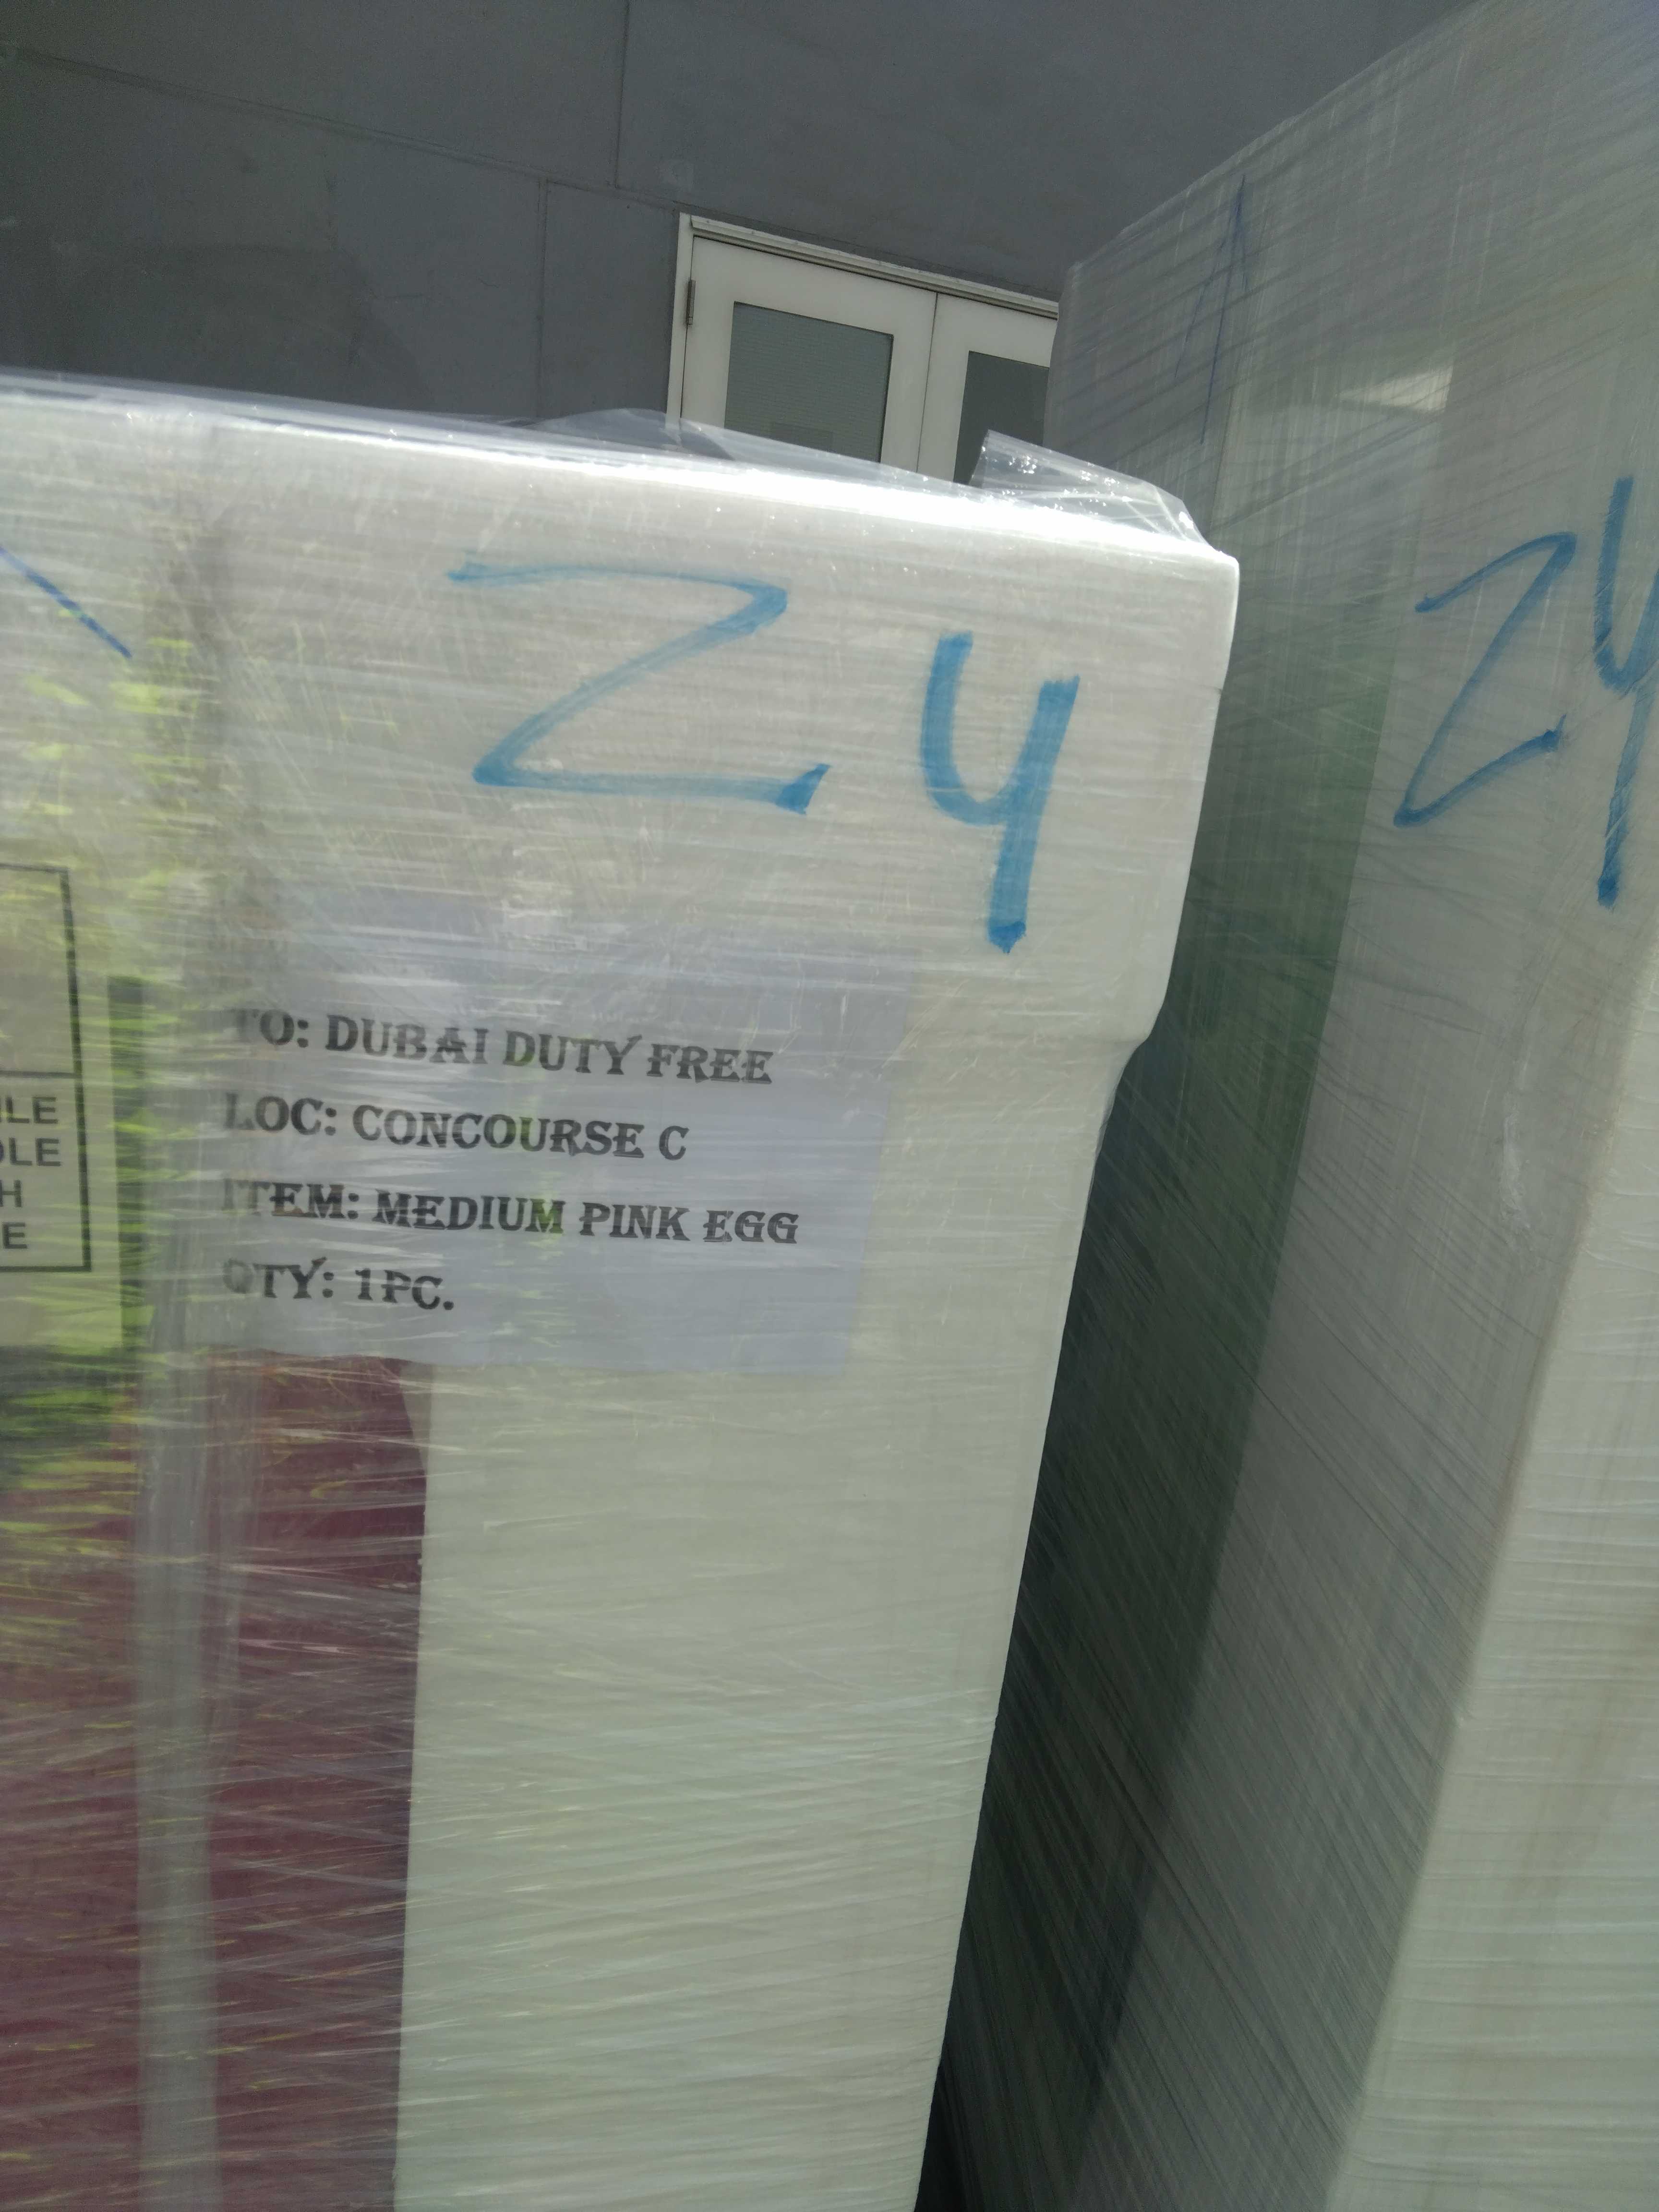 Z4
Z4
TO: DUBAI DUTY FREE
LOC: CONCOURSE C
ITEM: MEDIUM PINK EGG
QTY: 1PC.